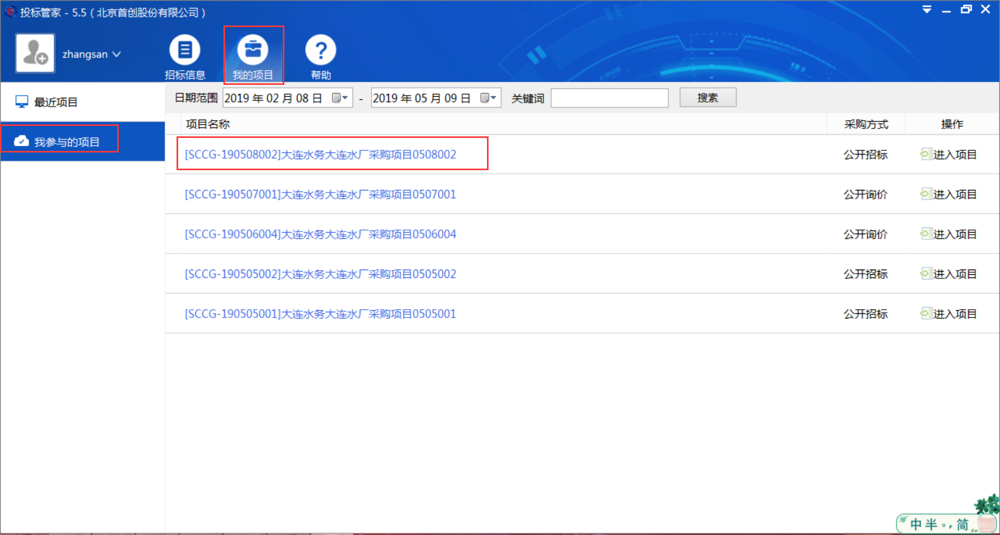 投标管家 - 5.5 ( 北京首创股份有限公司 )
zhangsan
招标信息
我的项目
帮助
最近项目
我参与的项目
日期范围 2019 年 02 月 08 日 - 2019 年 05 月 09 日 关键词 搜索
项目名称 采购方式 操作
[SCCG-190508002]大连水务大连水厂采购项目0508002 公开招标 进入项目
[SCCG-190507001]大连水务大连水厂采购项目0507001 公开询价 进入项目
[SCCG-190506004]大连水务大连水厂采购项目0506004 公开询价 进入项目
[SCCG-190505002]大连水务大连水厂采购项目0505002 公开招标 进入项目
[SCCG-190505001]大连水务大连水厂采购项目0505001 公开招标 进入项目
中 半 。, 简